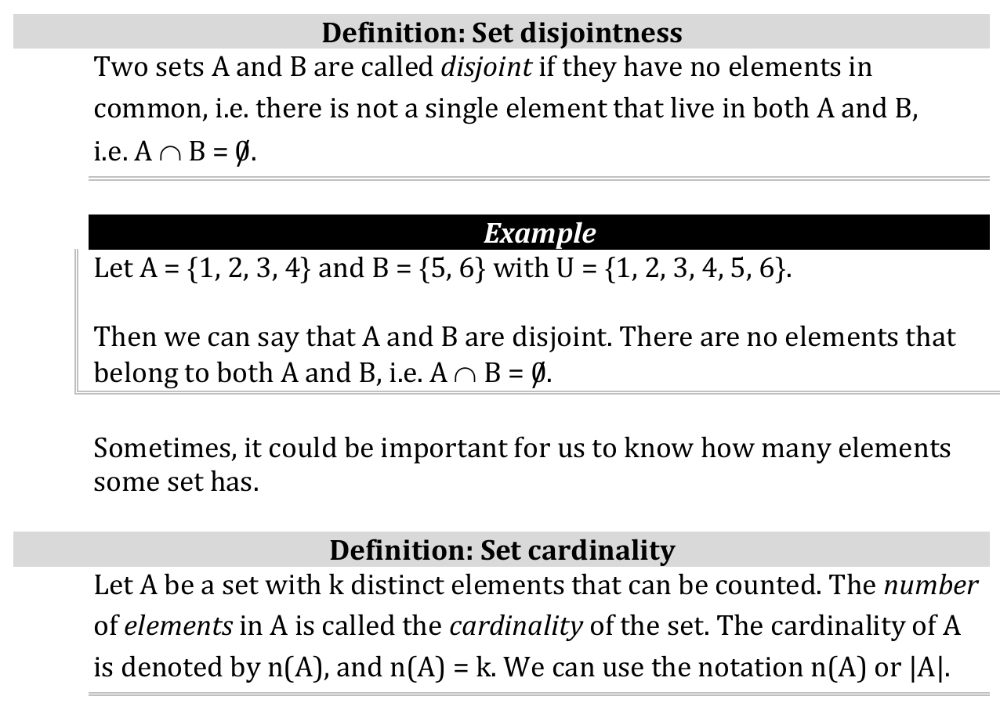 Definition: Set disjointness
Two sets A and B are called disjoint if they have no elements in
common, i.e. there is not a single element that live in both A and B,
i.e. A ∩ B = ∅.
Example
Let A = {1, 2, 3, 4} and B = {5, 6} with U = {1, 2, 3, 4, 5, 6}.
Then we can say that A and B are disjoint. There are no elements that
belong to both A and B, i.e. A ∩ B = ∅.
Sometimes, it could be important for us to know how many elements
some set has.
Definition: Set cardinality
Let A be a set with k distinct elements that can be counted. The number
of elements in A is called the cardinality of the set. The cardinality of A
is denoted by n(A), and n(A) = k. We can use the notation n(A) or |A|.